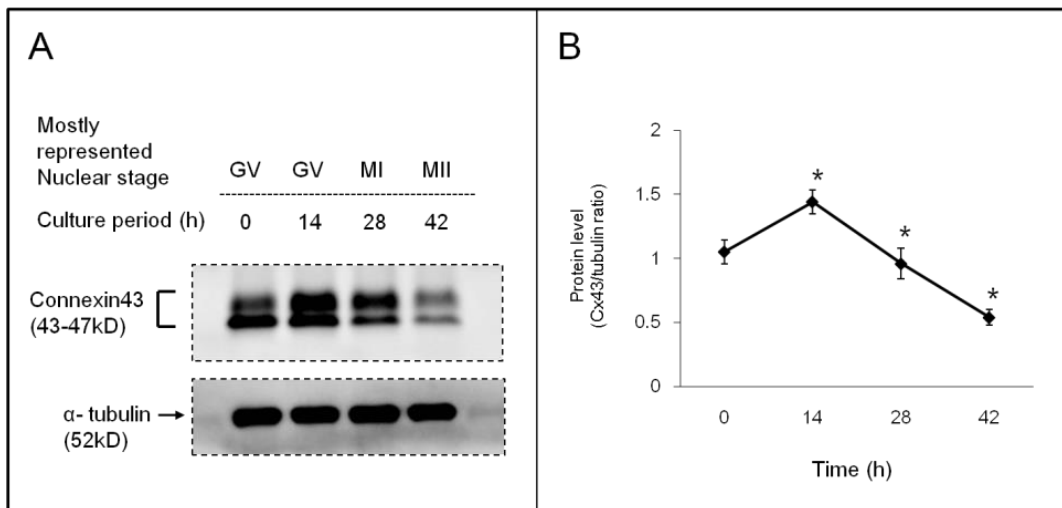 A
Mostly
represented
Nuclear stage
GV GV MI MII
Culture period (h) 0 14 28 42
Connexin43
(43-47kD)
α- tubulin
(52kD)
B
Protein level
(Cx43/tubulin ratio)
2
1.5
1
0.5
0
*
*
*
0 14 28 42
Time (h)